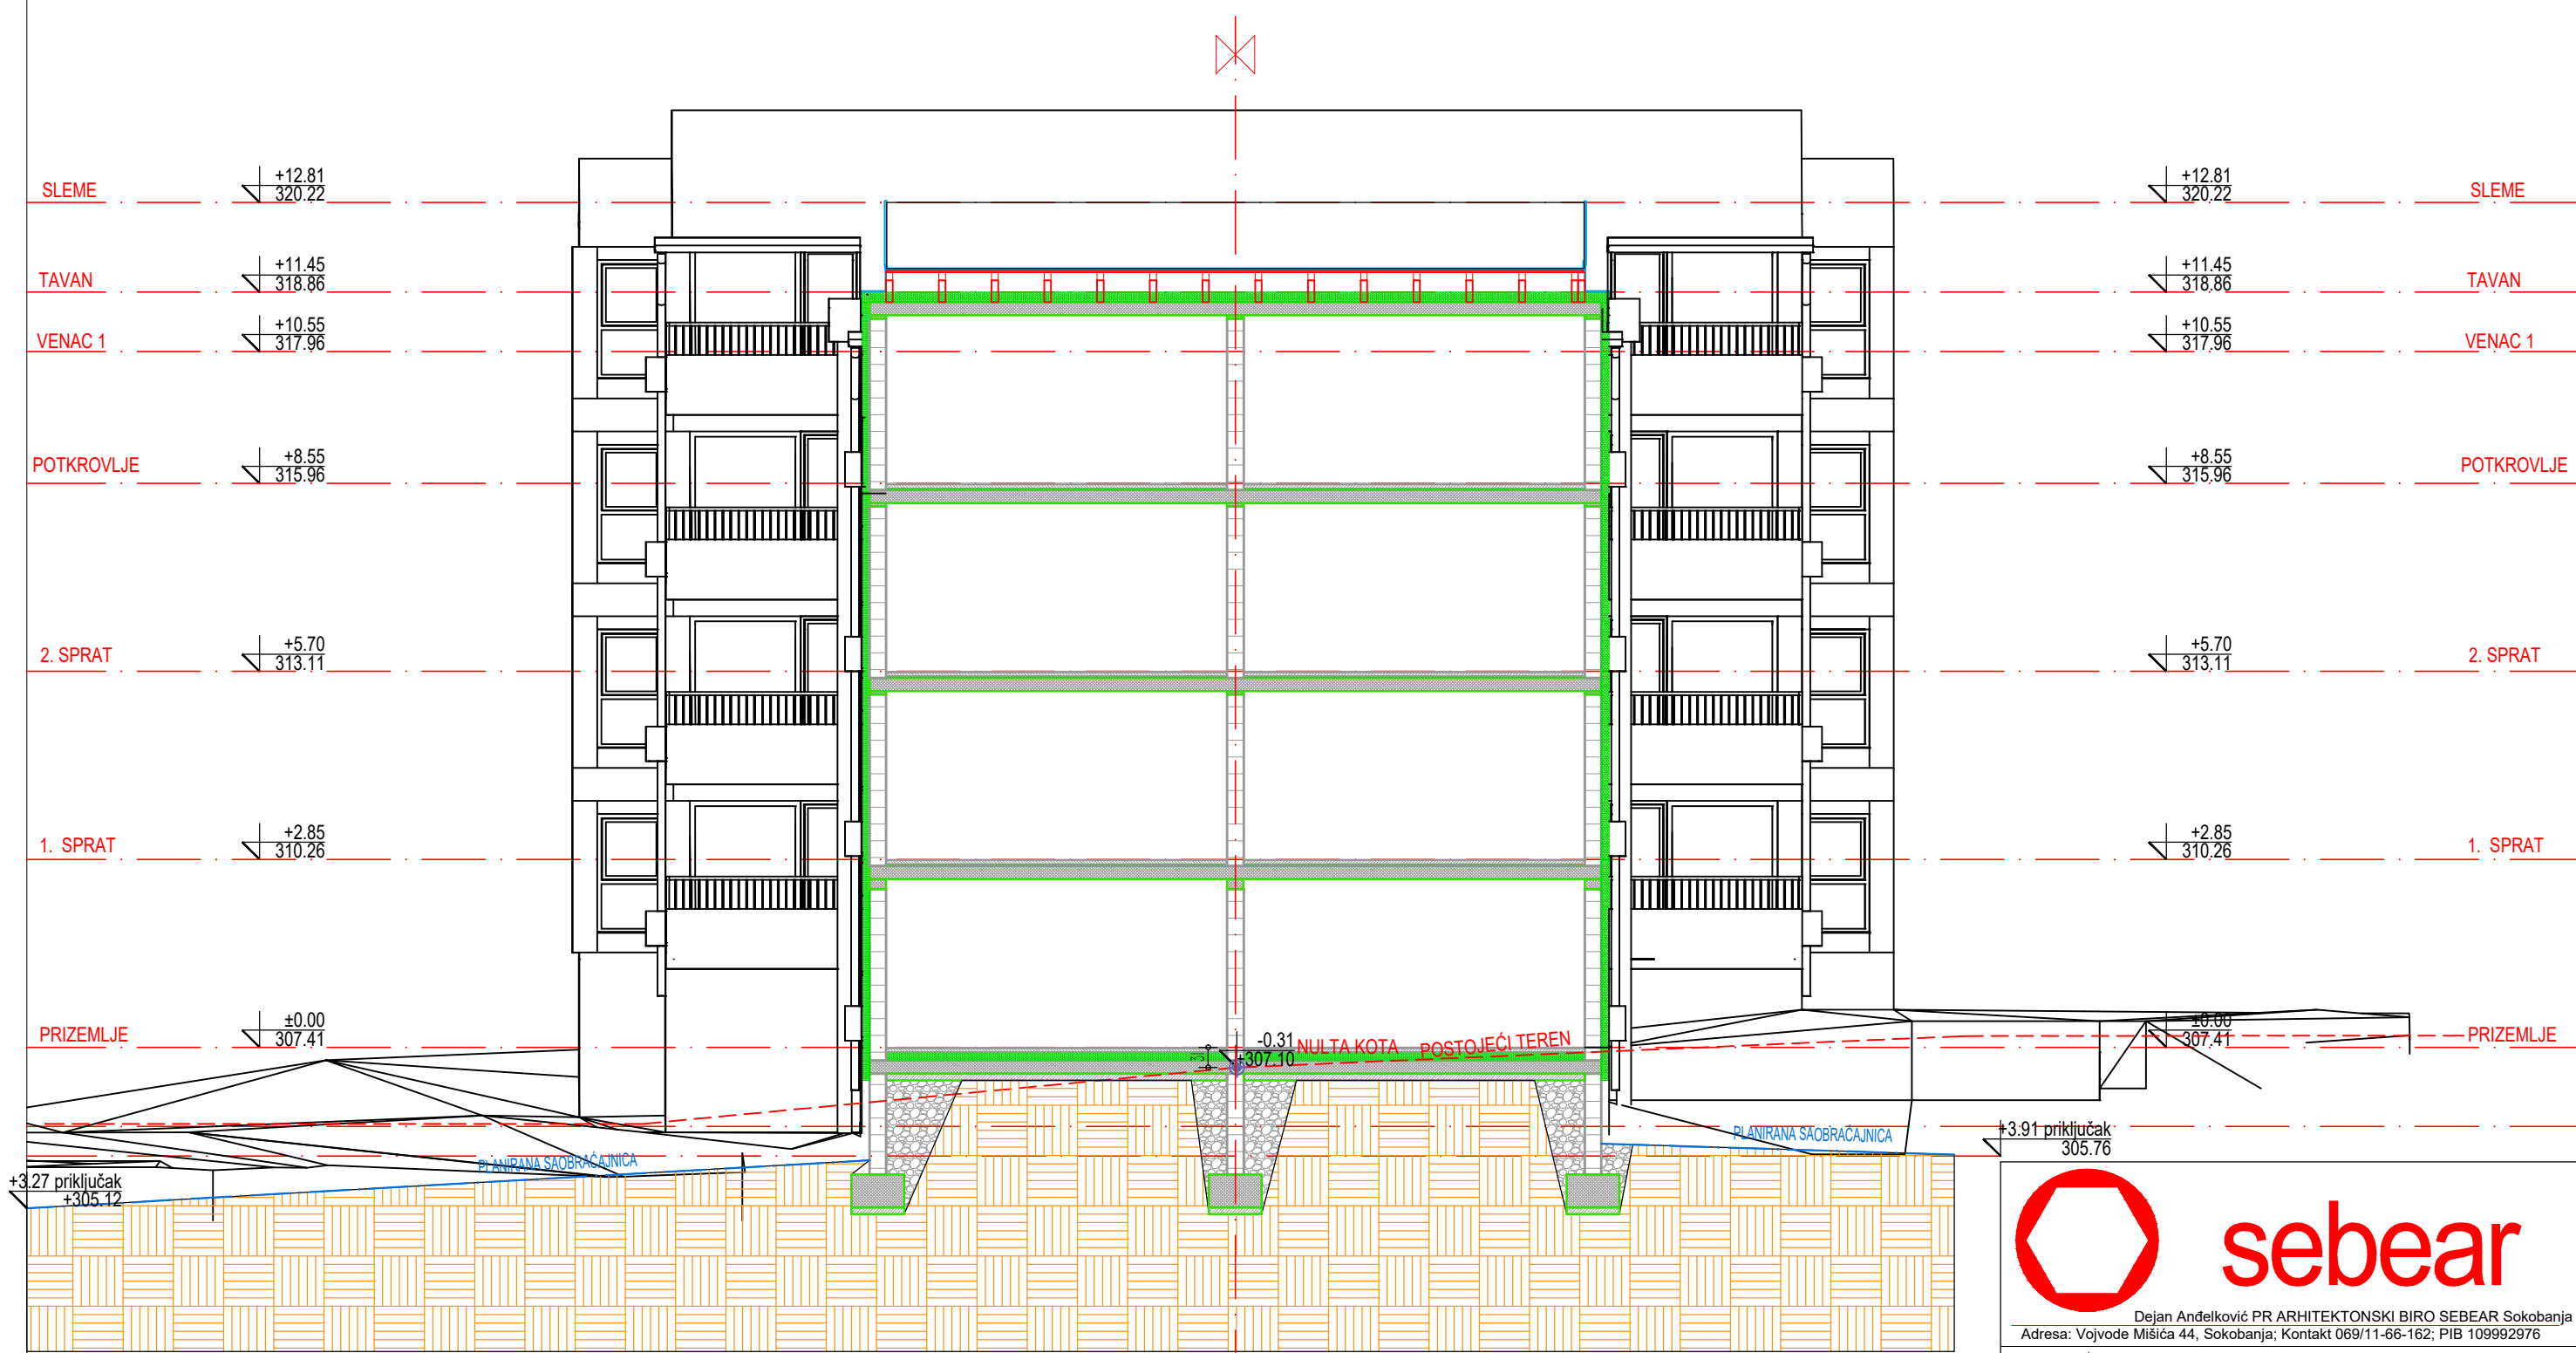 SLEME +12.81 +12.81 SLEME
320.22 320.22
TAVAN +11.45 +11.45 TAVAN
318.86 318.86
VENAC 1 +10.55 +10.55 VENAC 1
317.96 317.96
POTKROVLJE +8.55 +8.55 POTKROVLJE
315.96 315.96
2. SPRAT +5.70 +5.70 2. SPRAT
313.11 313.11
1. SPRAT +2.85 +2.85 1. SPRAT
310.26 310.26
PRIZEMLJE ±0.00 ±0.00 PRIZEMLJE
307.41 307.41
-0.31 NULTA KOTA POSTOJEĆI TEREN
+307.10
PLANIRANA SAOBRAĆAJNICA
+3.91 priključak
305.76
PLANIRANA SAOBRAĆAJNICA
+3.27 priključak
+305.12
sebear
Dejan Anđelković PR ARHITEKTONSKI BIRO SEBEAR Sokobanja
Adresa: Vojvode Mišića 44, Sokobanja; Kontakt 069/11-66-162; PIB 109992976